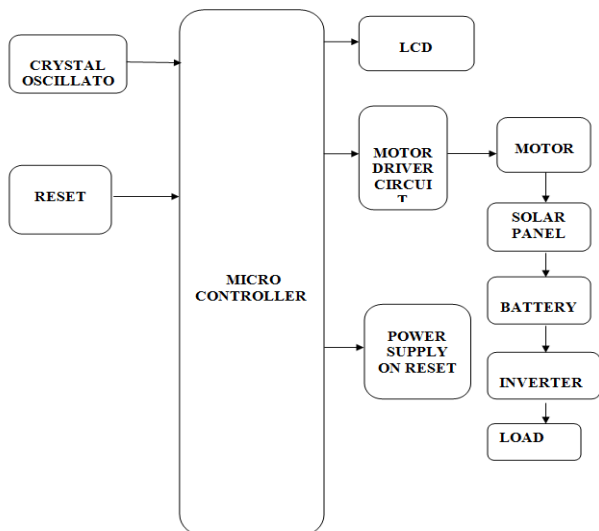 CRYSTAL
OSCILLATO
RESET
MICRO
CONTROLLER
LCD
MOTOR
DRIVER
CIRCUI
T
MOTOR
SOLAR
PANEL
BATTERY
POWER
SUPPLY
ON RESET
INVERTER
LOAD